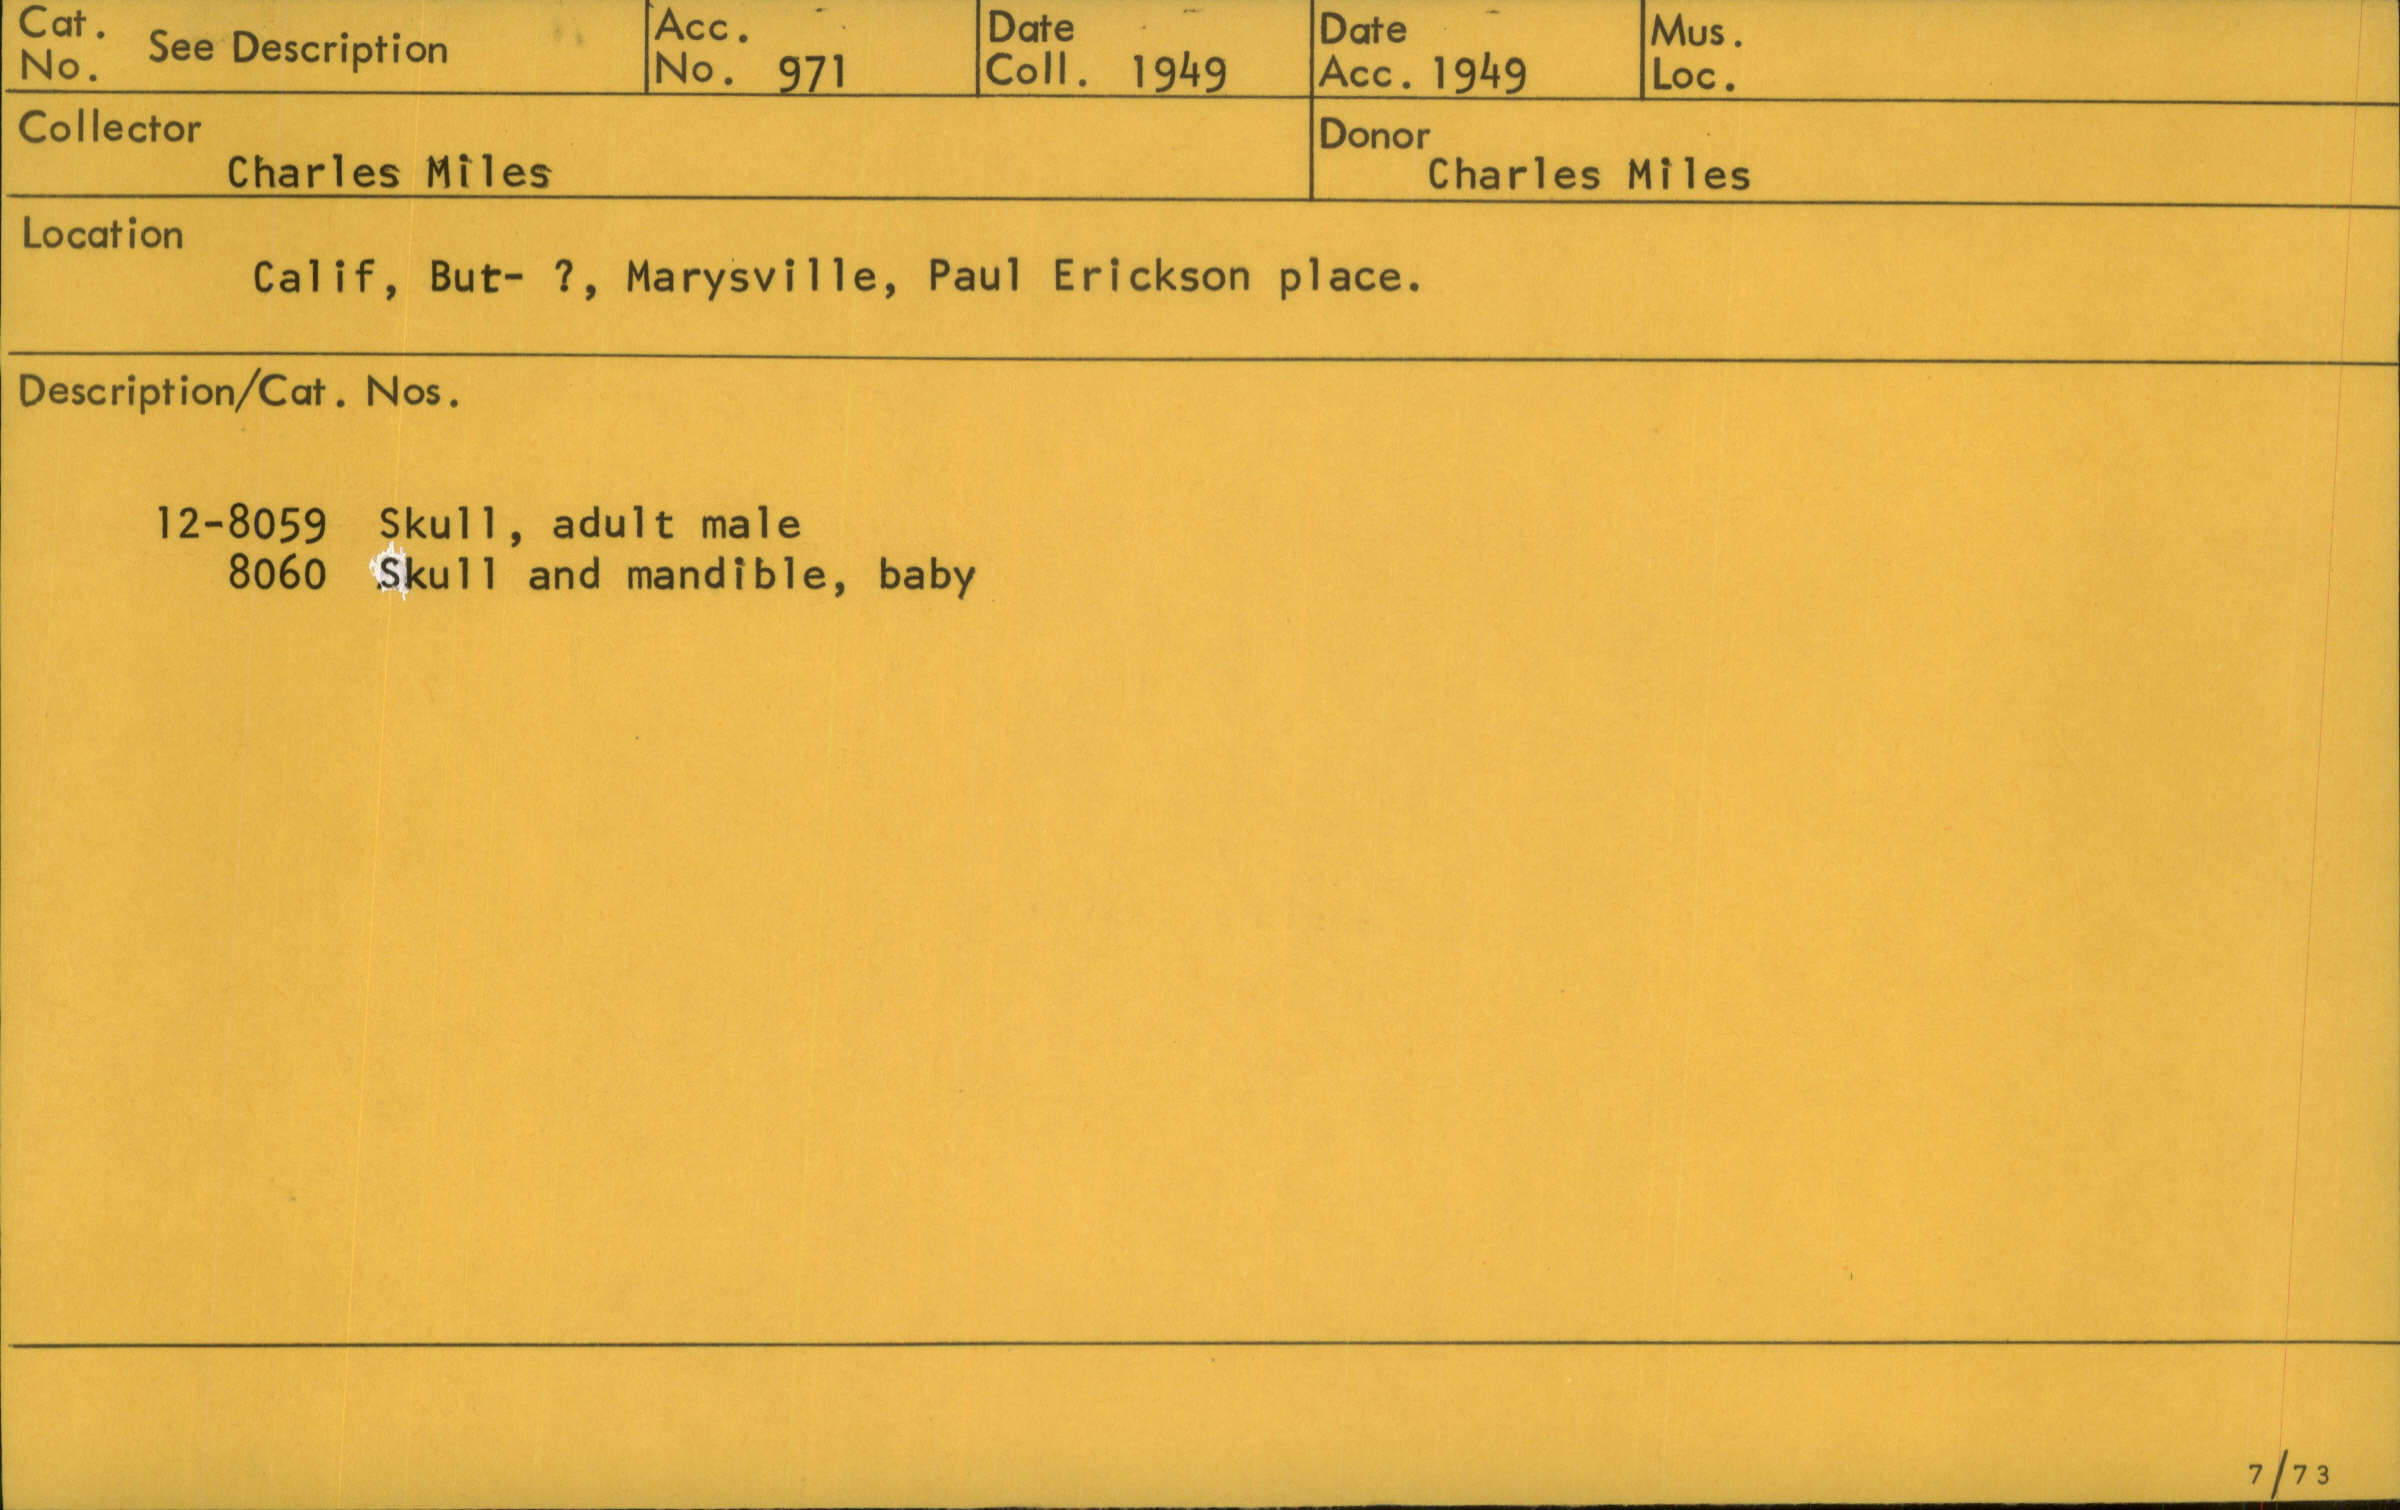 Cat. No. See Description
Acc. No. 971
Date Coll. 1949
Date Acc. 1949
Mus. Loc.
Collector
Charles Miles
Donor
Charles Miles
Location
Calif, But- ?, Marysville, Paul Erickson place.
Description/Cat. Nos.
12-8059 Skull, adult male
8060 Skull and mandible, baby
7/73